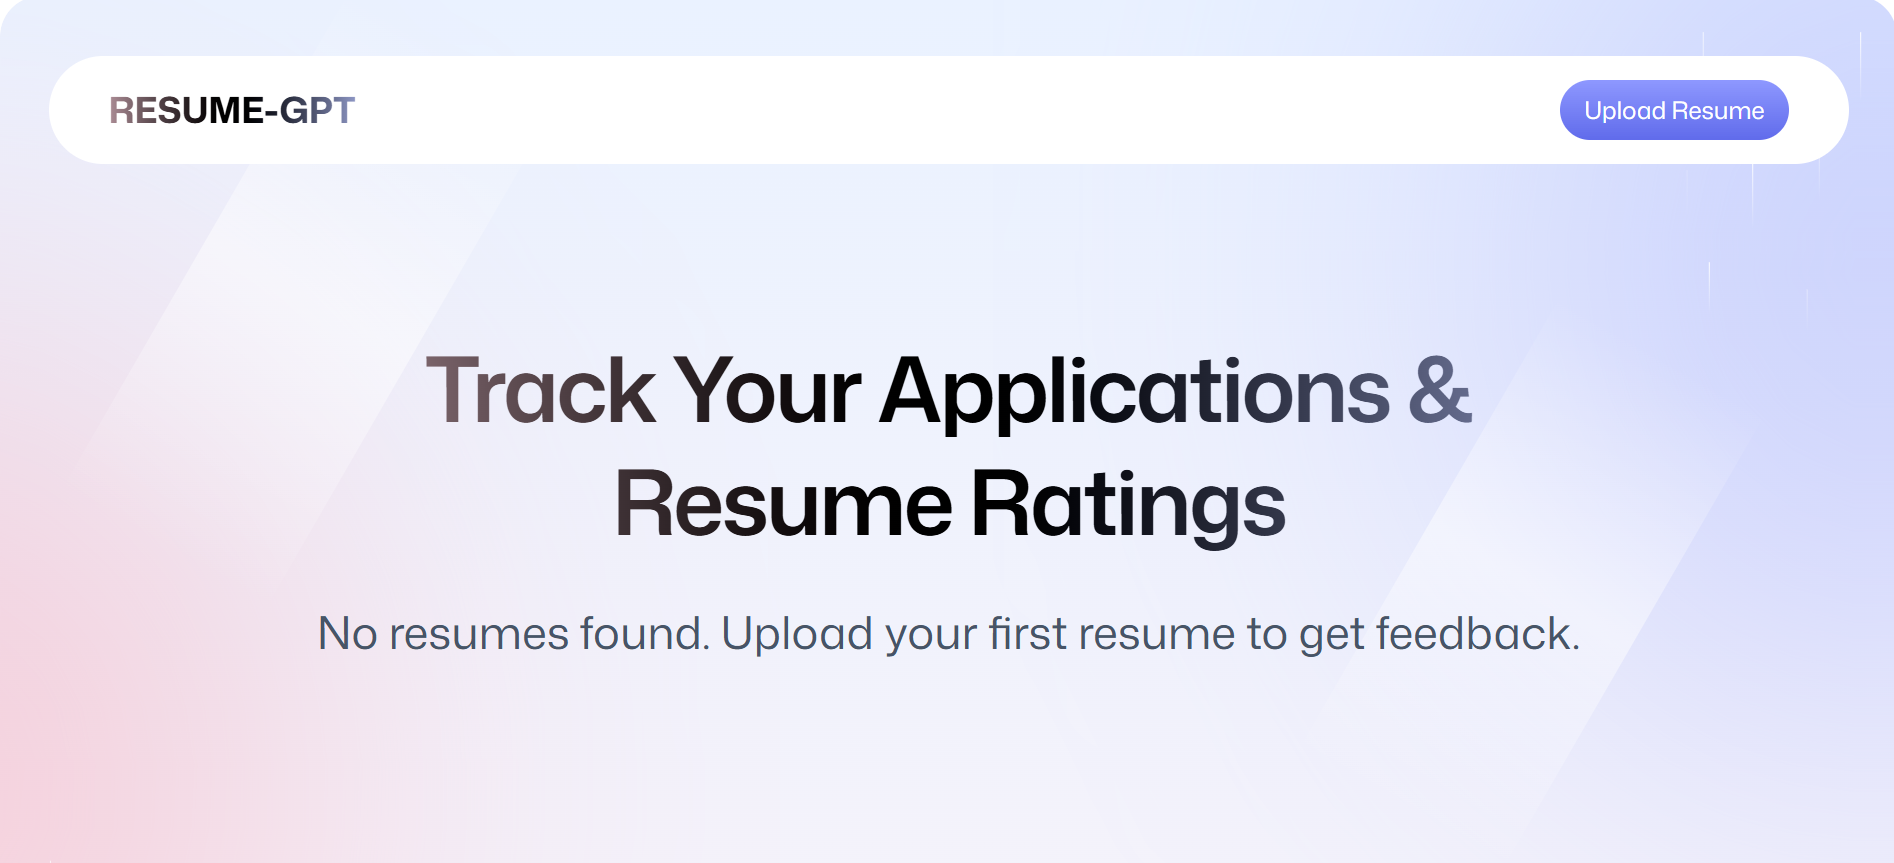 RESUME-GPT
Upload Resume
Track Your Applications &
Resume Ratings
No resumes found. Upload your first resume to get feedback.